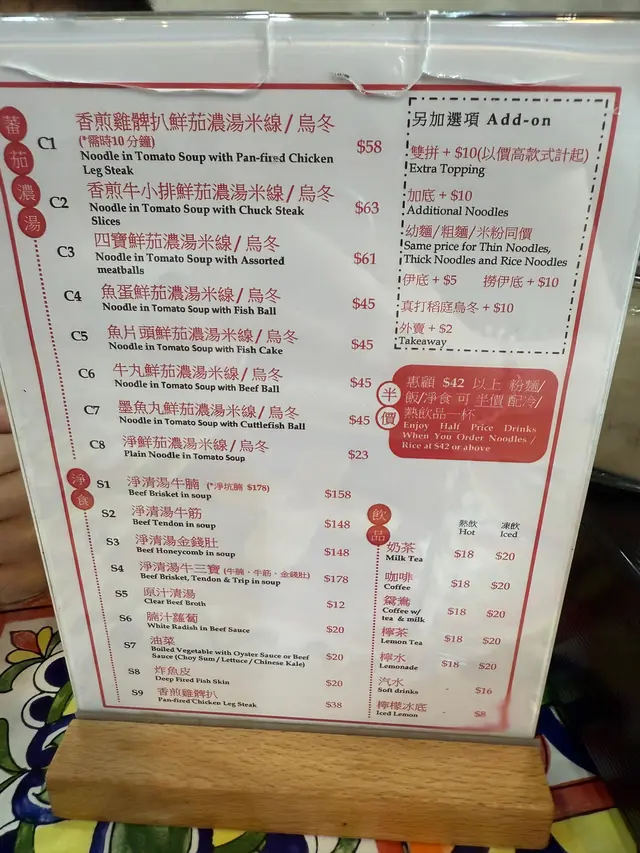 蕃茄濃湯
C1 香煎雞髀扒鮮茄濃湯米線/烏冬 $58
(*需時10分鐘)
Noodle in Tomato Soup with Pan-fired Chicken
Leg Steak
C2 香煎牛小排鮮茄濃湯米線/烏冬 $63
Noodle in Tomato Soup with Chuck Steak
Slices
C3 四寶鮮茄濃湯米線/烏冬 $61
Noodle in Tomato Soup with Assorted
meatballs
C4 魚蛋鮮茄濃湯米線/烏冬 $45
Noodle in Tomato Soup with Fish Ball
C5 魚片頭鮮茄濃湯米線/烏冬 $45
Noodle in Tomato Soup with Fish Cake
C6 牛丸鮮茄濃湯米線/烏冬 $45
Noodle in Tomato Soup with Beef Ball
C7 墨魚丸鮮茄濃湯米線/烏冬 $45
Noodle in Tomato Soup with Cuttlefish Ball
C8 淨鮮茄濃湯米線/烏冬 $23
Plain Noodle in Tomato Soup
另加選項 Add-on
雙拼 + $10(以價高款式計起)
Extra Topping
加底 + $10
Additional Noodles
幼麵/粗麵/米粉同價
Same price for Thin Noodles,
Thick Noodles and Rice Noodles
伊底 + $5 撈伊底 + $10
真打稻庭烏冬 + $10
外賣 + $2
Takeaway
半價
惠顧 $42 以上 粉麵/
飯/淨食 可 半價 配冷/
熱飲品一杯
Enjoy Half Price Drinks
When You Order Noodles /
Rice at $42 or above
淨食
S1 淨清湯牛腩 (*淨坑腩 $178) $158
Beef Brisket in soup
S2 淨清湯牛筋 $148
Beef Tendon in soup
S3 淨清湯金錢肚 $148
Beef Honeycomb in soup
S4 淨清湯牛三寶 (牛腩、牛筋、金錢肚) $178
Beef Brisket, Tendon & Trip in soup
S5 原汁清湯 $12
Clear Beef Broth
S6 腩汁蘿蔔 $20
White Radish in Beef Sauce
S7 油菜 $20
Boiled Vegetable with Oyster Sauce or Beef
Sauce (Choy Sum / Lettuce / Chinese Kale)
S8 炸魚皮 $20
Deep Fired Fish Skin
S9 香煎雞髀扒 $38
Pan-fired Chicken Leg Steak
飲品
熱飲 凍飲
Hot Iced
奶茶 $18 $20
Milk Tea
咖啡 $18 $20
Coffee
鴛鴦 $18 $20
Coffee w/
tea & milk
檸茶 $18 $20
Lemon Tea
檸水 $18 $20
Lemonade
汽水 - $16
Soft drinks
檸檬冰底 - $8
Iced Lemon